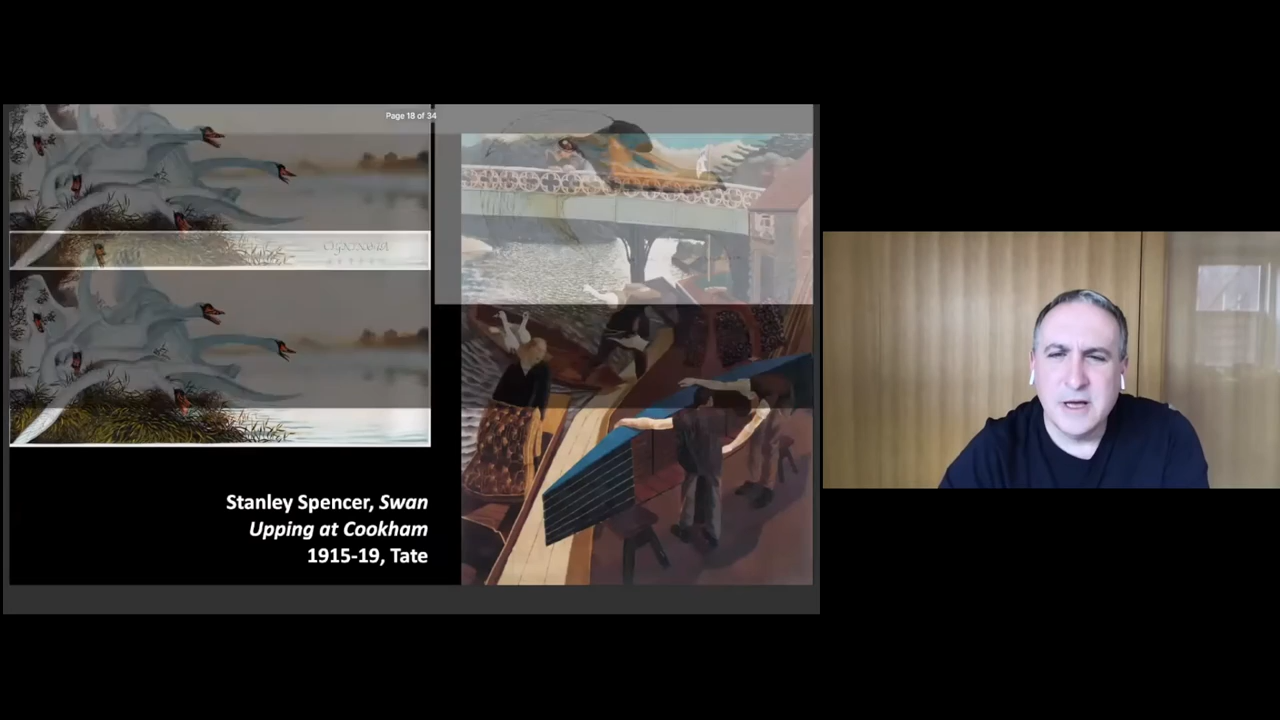 Page 18 of 34
Stanley Spencer, Swan
Upping at Cookham
1915-19, Tate